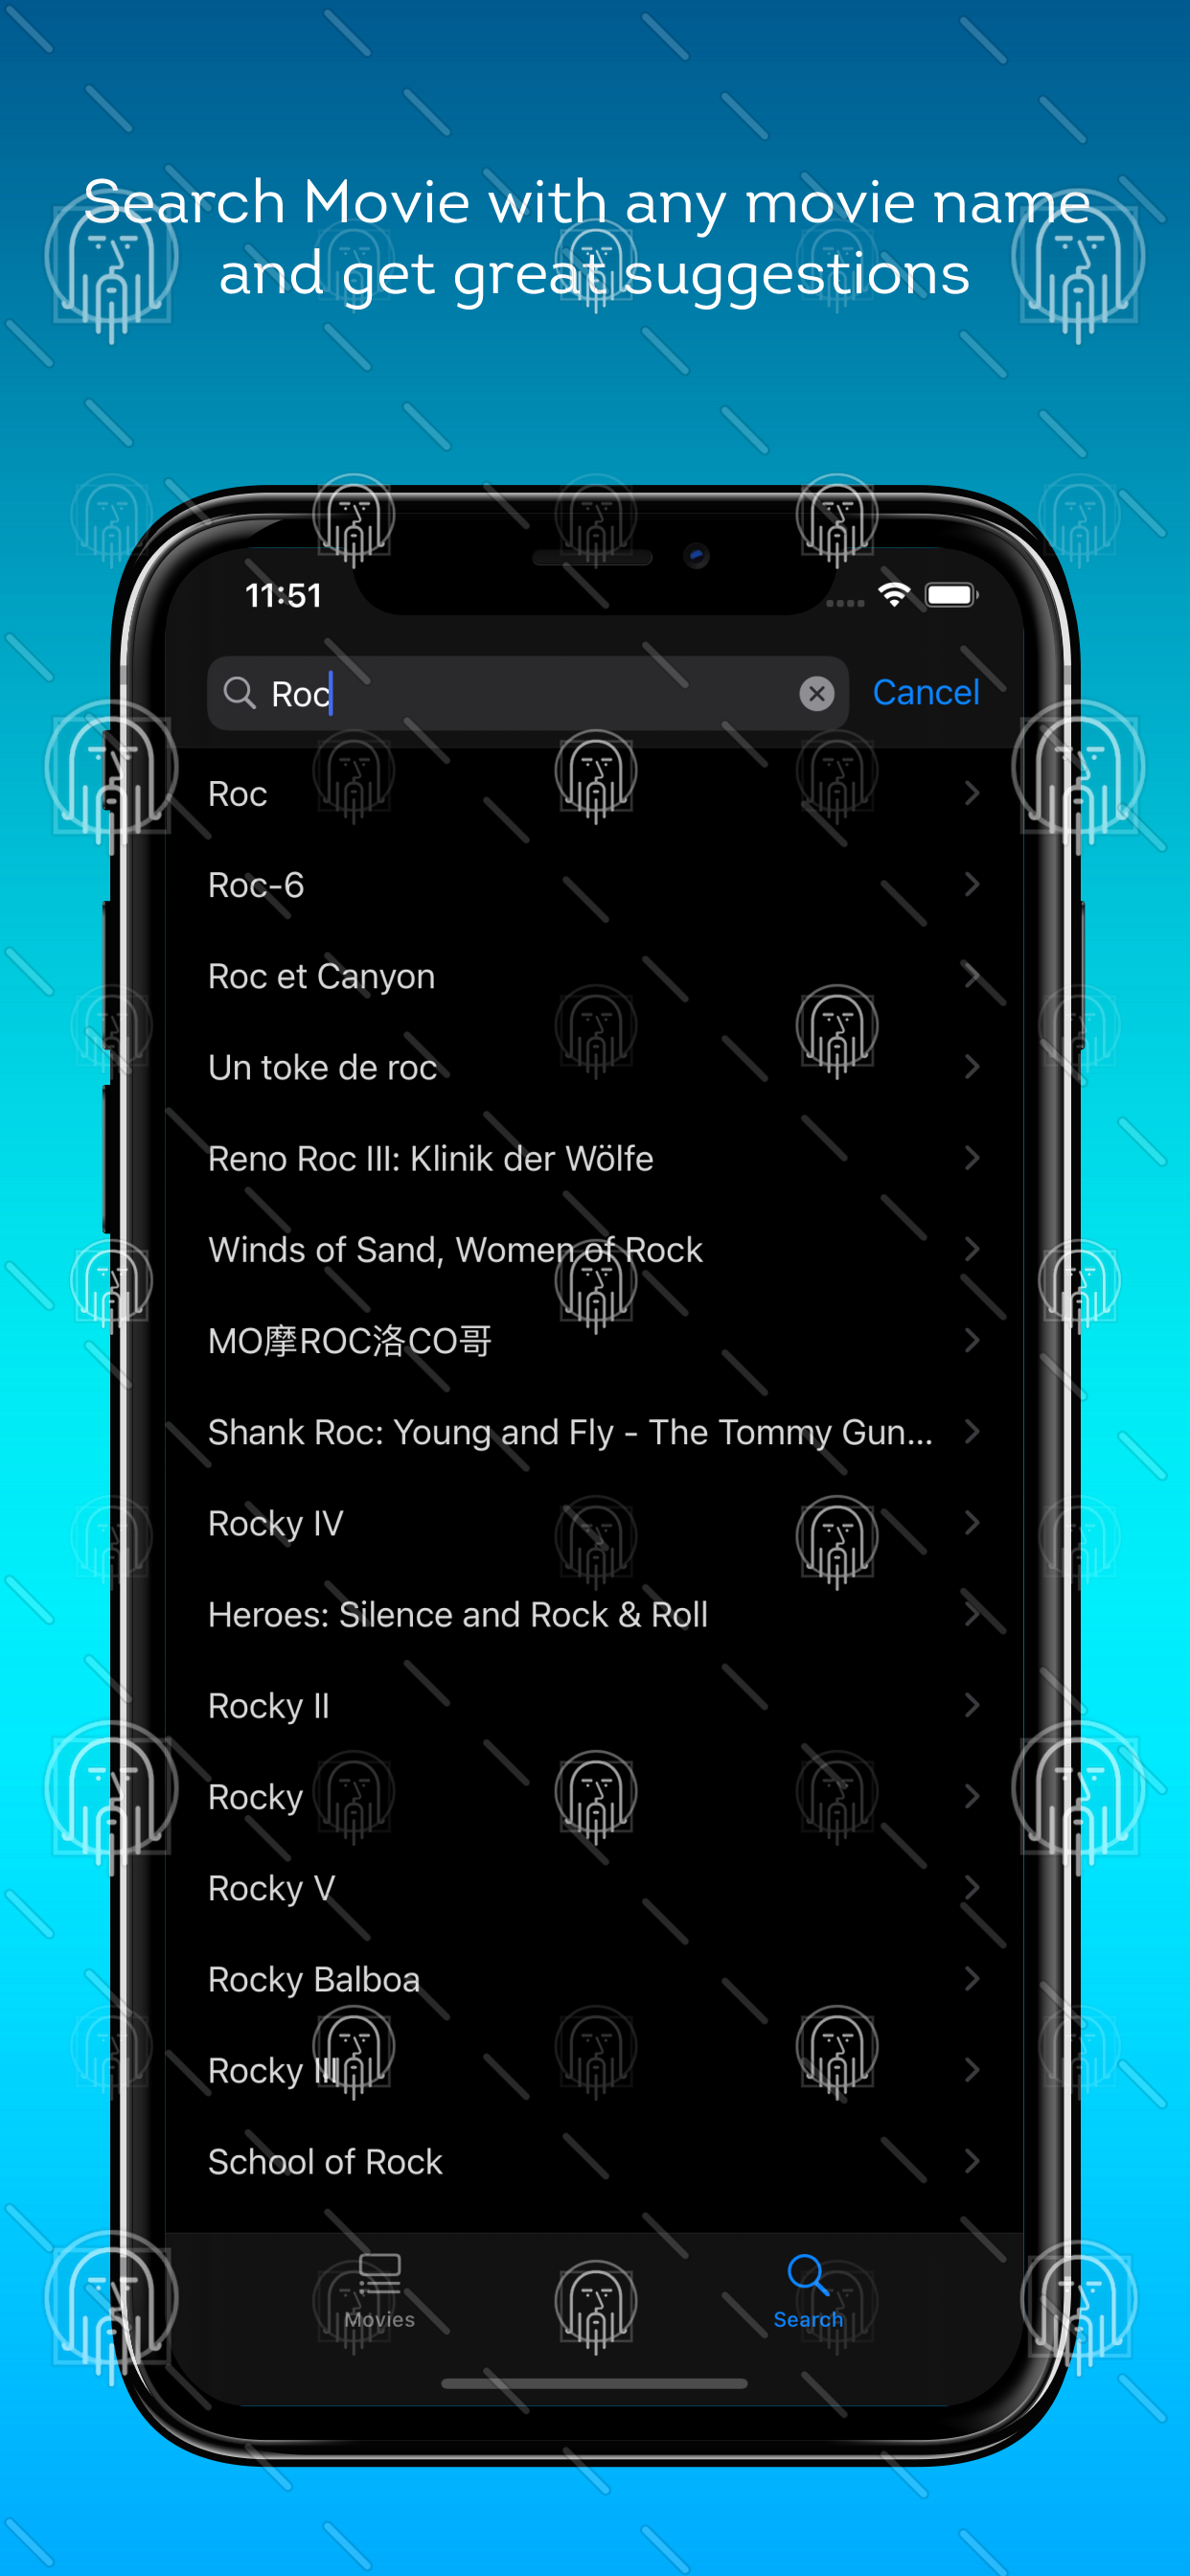 Search Movie with any movie name
and get great suggestions
11:51
Roc
Cancel
Roc
Roc-6
Roc et Canyon
Un toke de roc
Reno Roc III: Klinik der Wölfe
Winds of Sand, Women of Rock
MO摩ROC洛CO哥
Shank Roc: Young and Fly - The Tommy Gun...
Rocky IV
Heroes: Silence and Rock & Roll
Rocky II
Rocky
Rocky V
Rocky Balboa
Rocky III
School of Rock
Movies
Search